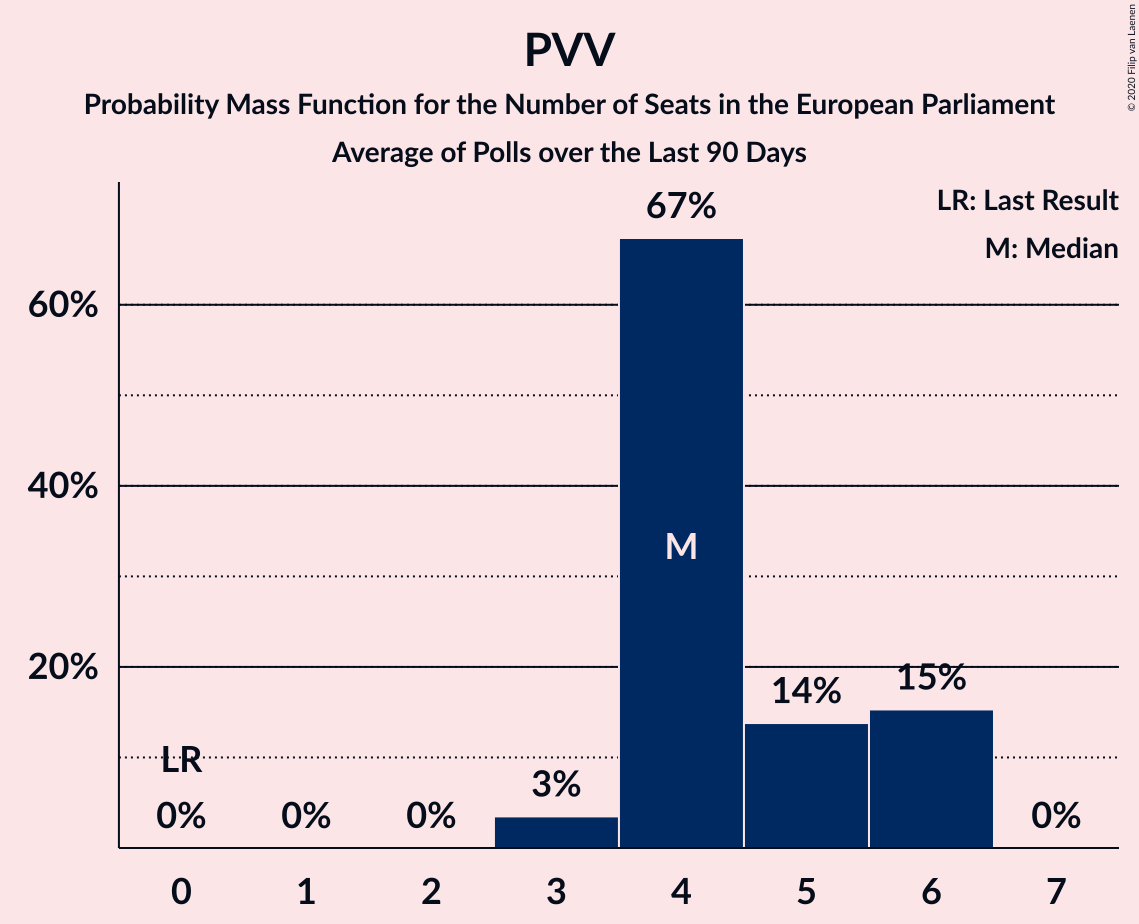 PVV
Probability Mass Function for the Number of Seats in the European Parliament
Average of Polls over the Last 90 Days
© 2020 Filip van Laenen
LR: Last Result
M: Median
67%
60%
40%
M
20%
15%
14%
LR
3%
0% 0% 0% 0%
0 1 2 3 4 5 6 7